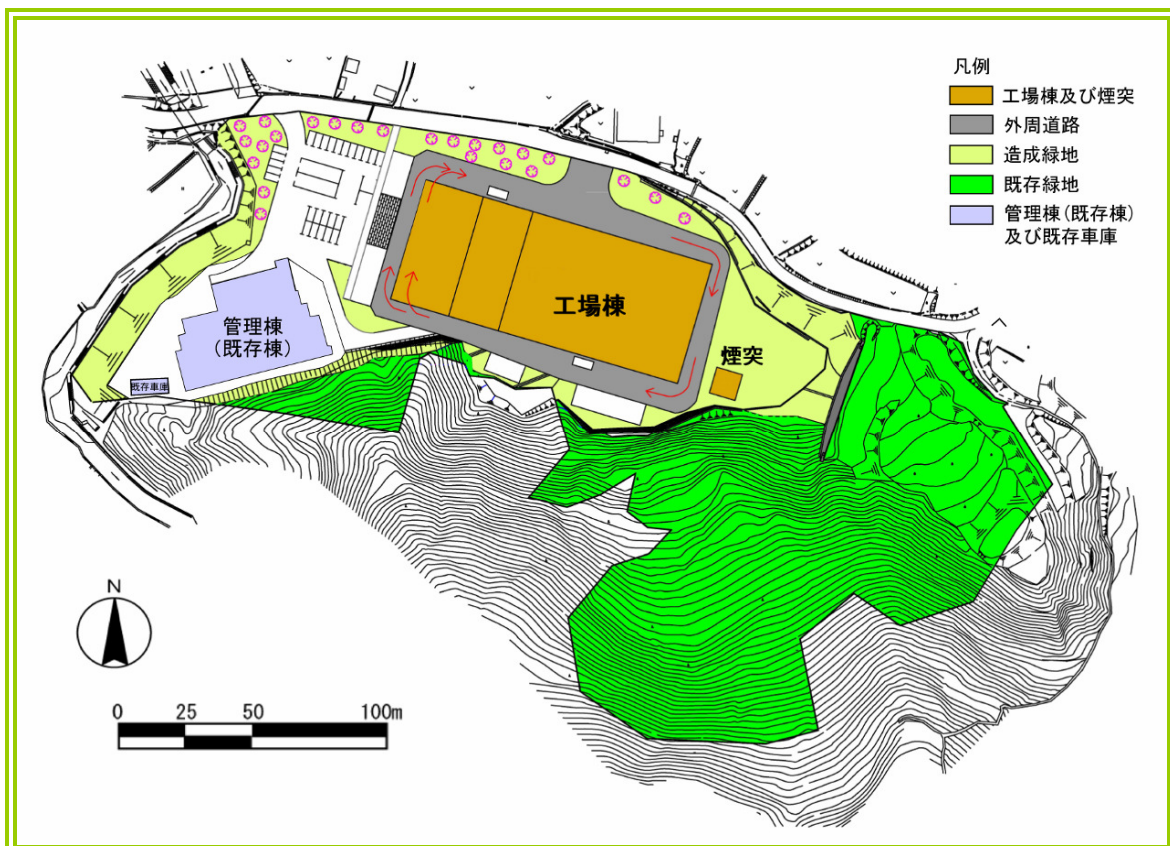 凡例
工場棟及び煙突
外周道路
造成緑地
既存緑地
管理棟(既存棟)
及び既存車庫
工場棟
管理棟
(既存棟)
煙突
既存車庫
N
0 25 50 100m